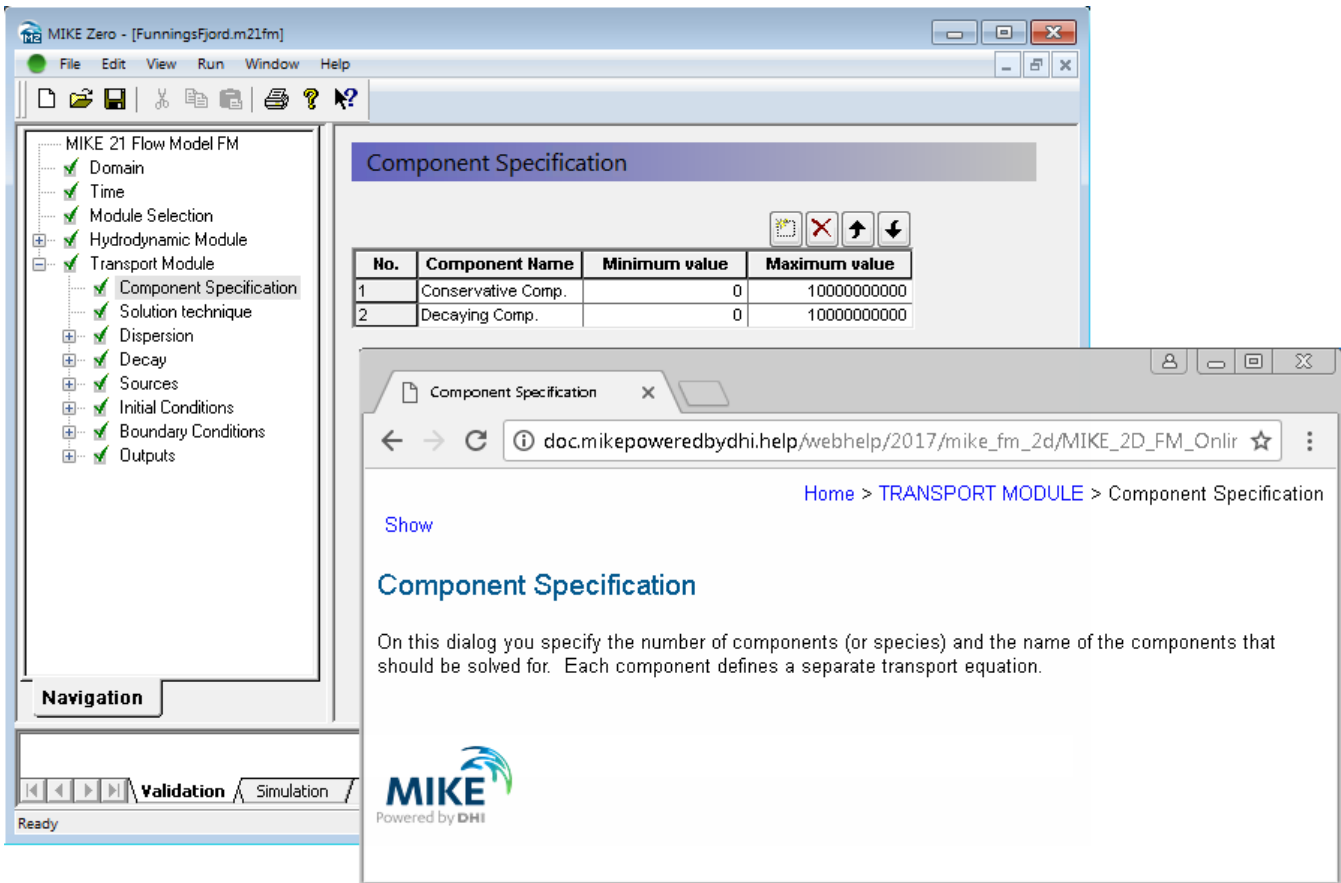 MIKE Zero - [FunningsFjord.m21fm]
File Edit View Run Window Help
MIKE 21 Flow Model FM
Domain
Time
Module Selection
Hydrodynamic Module
Transport Module
Component Specification
Solution technique
Dispersion
Decay
Sources
Initial Conditions
Boundary Conditions
Outputs
Navigation
Component Specification
No. Component Name Minimum value Maximum value
1 Conservative Comp. 0 10000000000
2 Decaying Comp. 0 10000000000
Validation Simulation
Ready
Component Specification
doc.mikepoweredbydhi.help/webhelp/2017/mike_fm_2d/MIKE_2D_FM_Onlir
Home > TRANSPORT MODULE > Component Specification
Show
Component Specification
On this dialog you specify the number of components (or species) and the name of the components that
should be solved for. Each component defines a separate transport equation.
MIKE
Powered by DHI